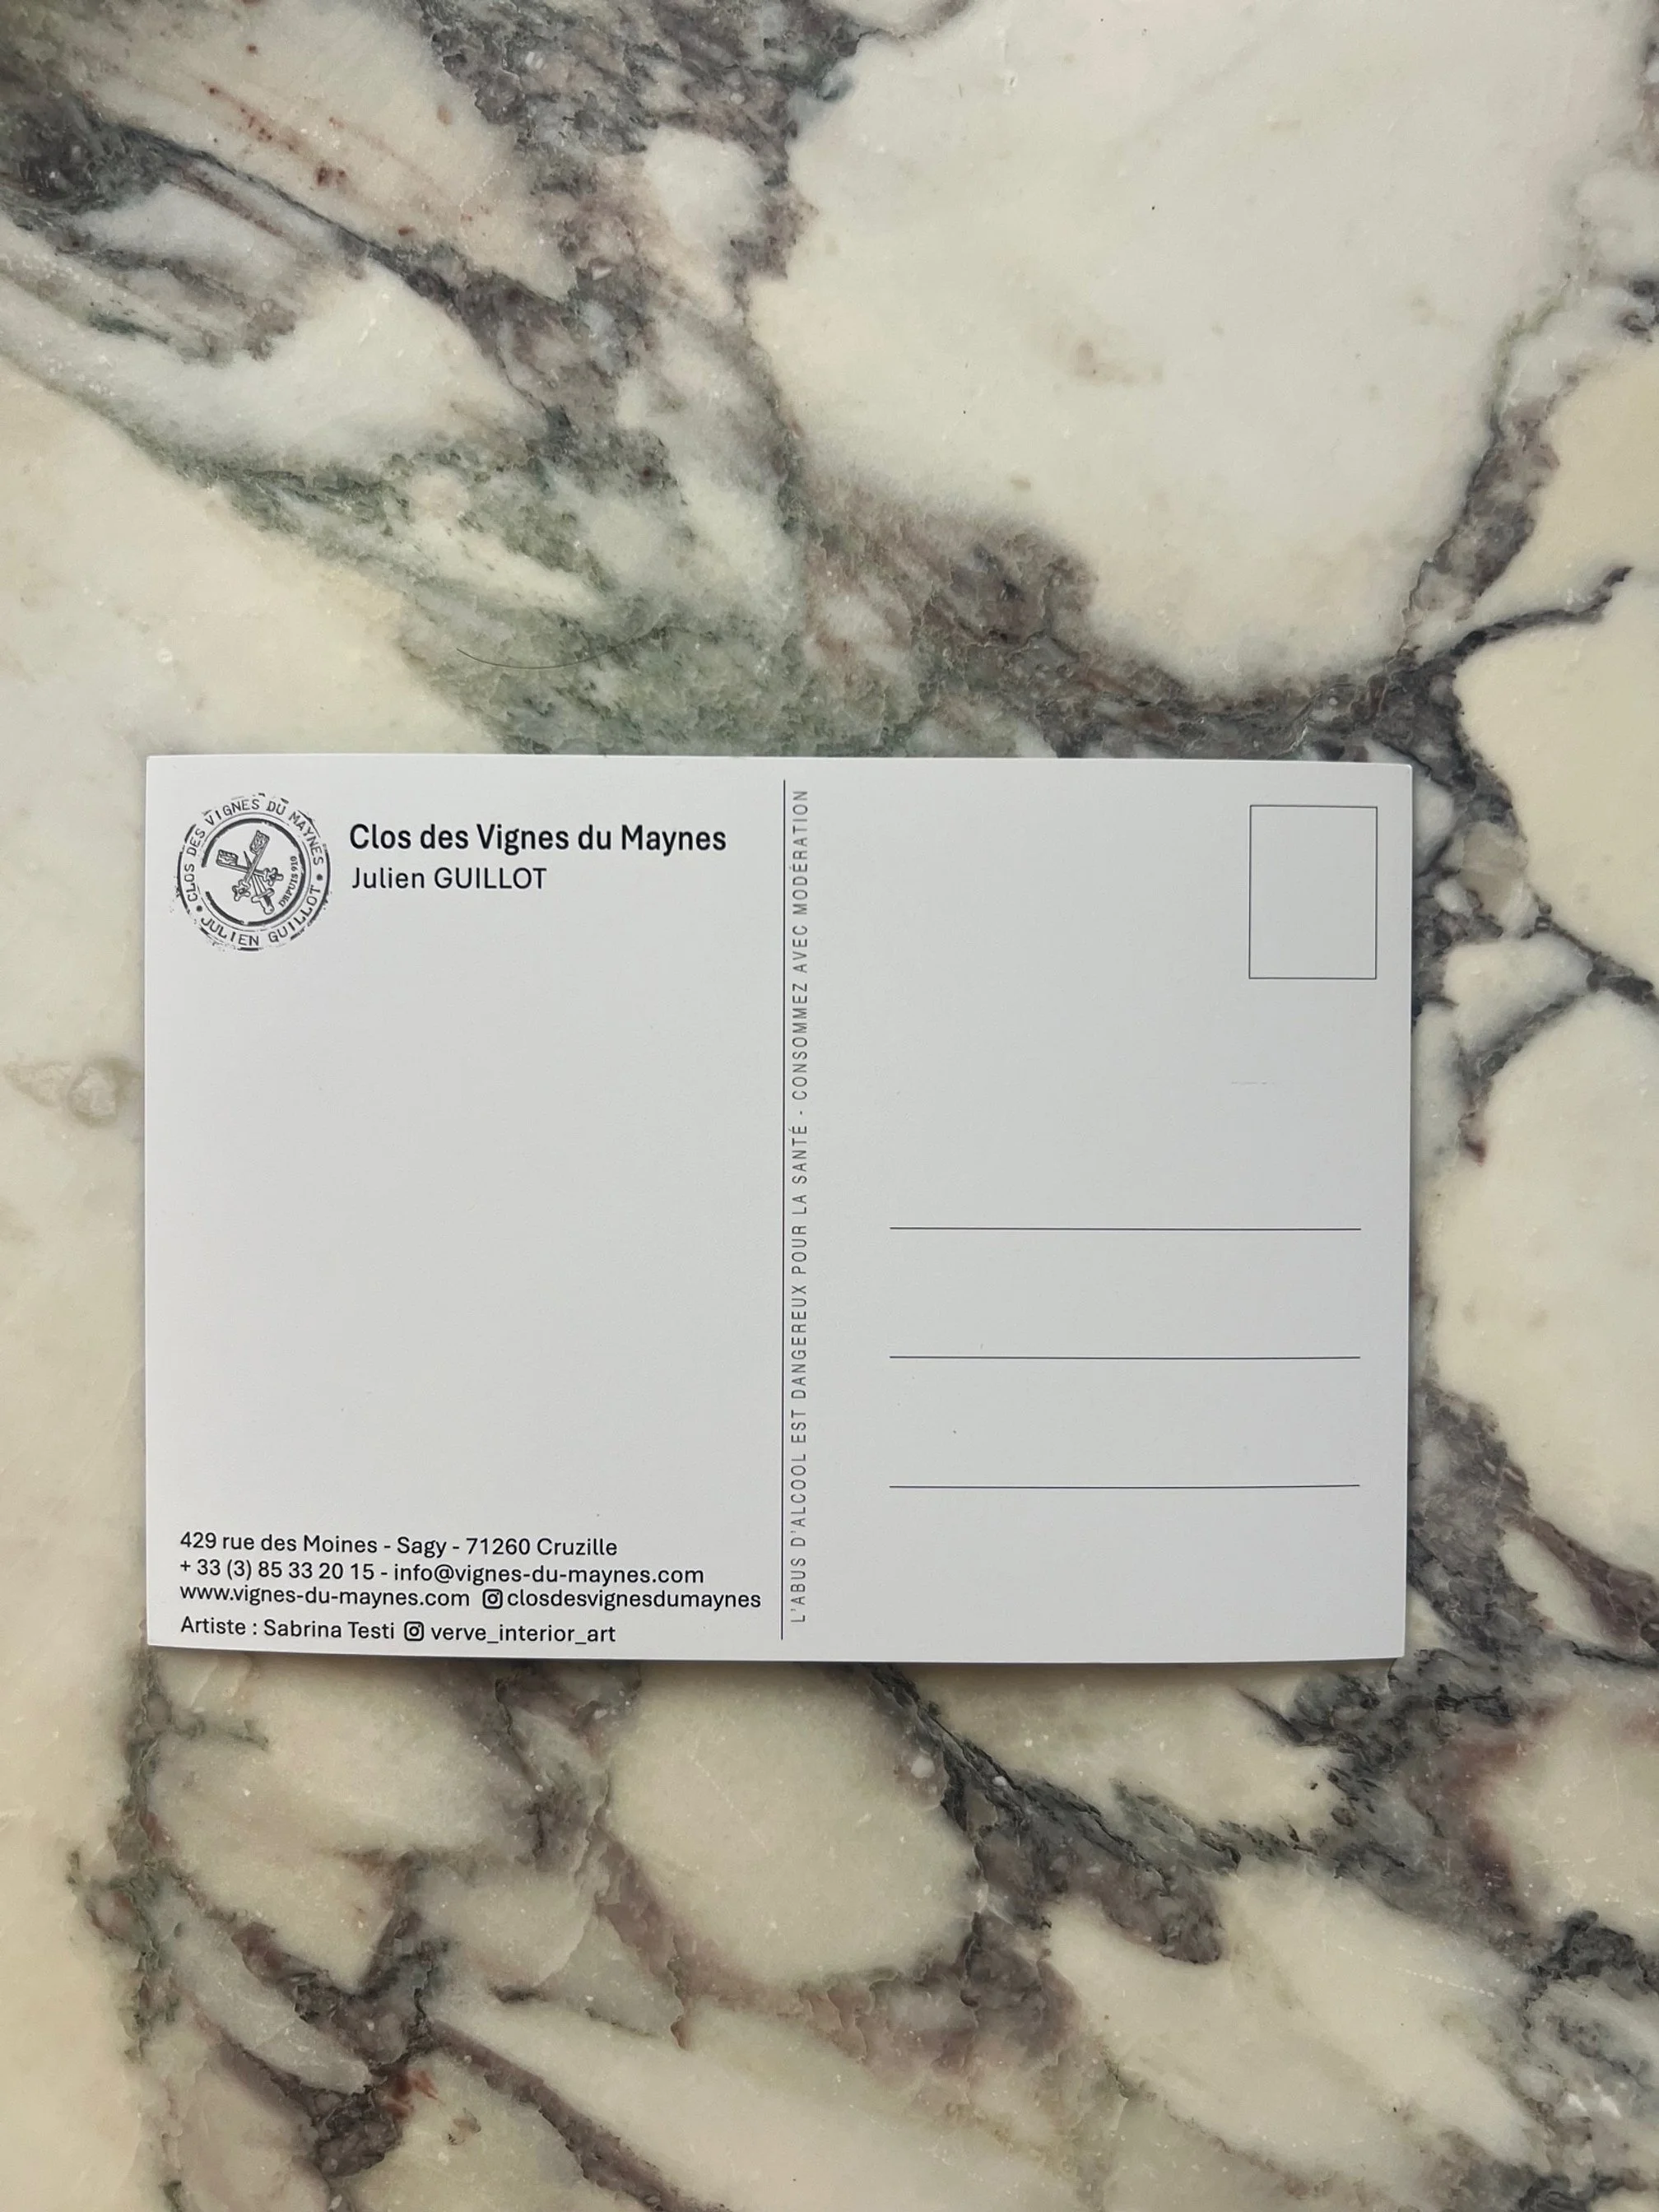 CLOS DES VIGNES DU MAYNES
JULIEN GUILLOT
DEPUIS 910
Clos des Vignes du Maynes
Julien GUILLOT
429 rue des Moines - Sagy - 71260 Cruzille
+ 33 (3) 85 33 20 15 - info@vignes-du-maynes.com
www.vignes-du-maynes.com closdesvignesdumaynes
Artiste : Sabrina Testi verve_interior_art
L'ABUS D'ALCOOL EST DANGEREUX POUR LA SANTÉ - CONSOMMEZ AVEC MODÉRATION